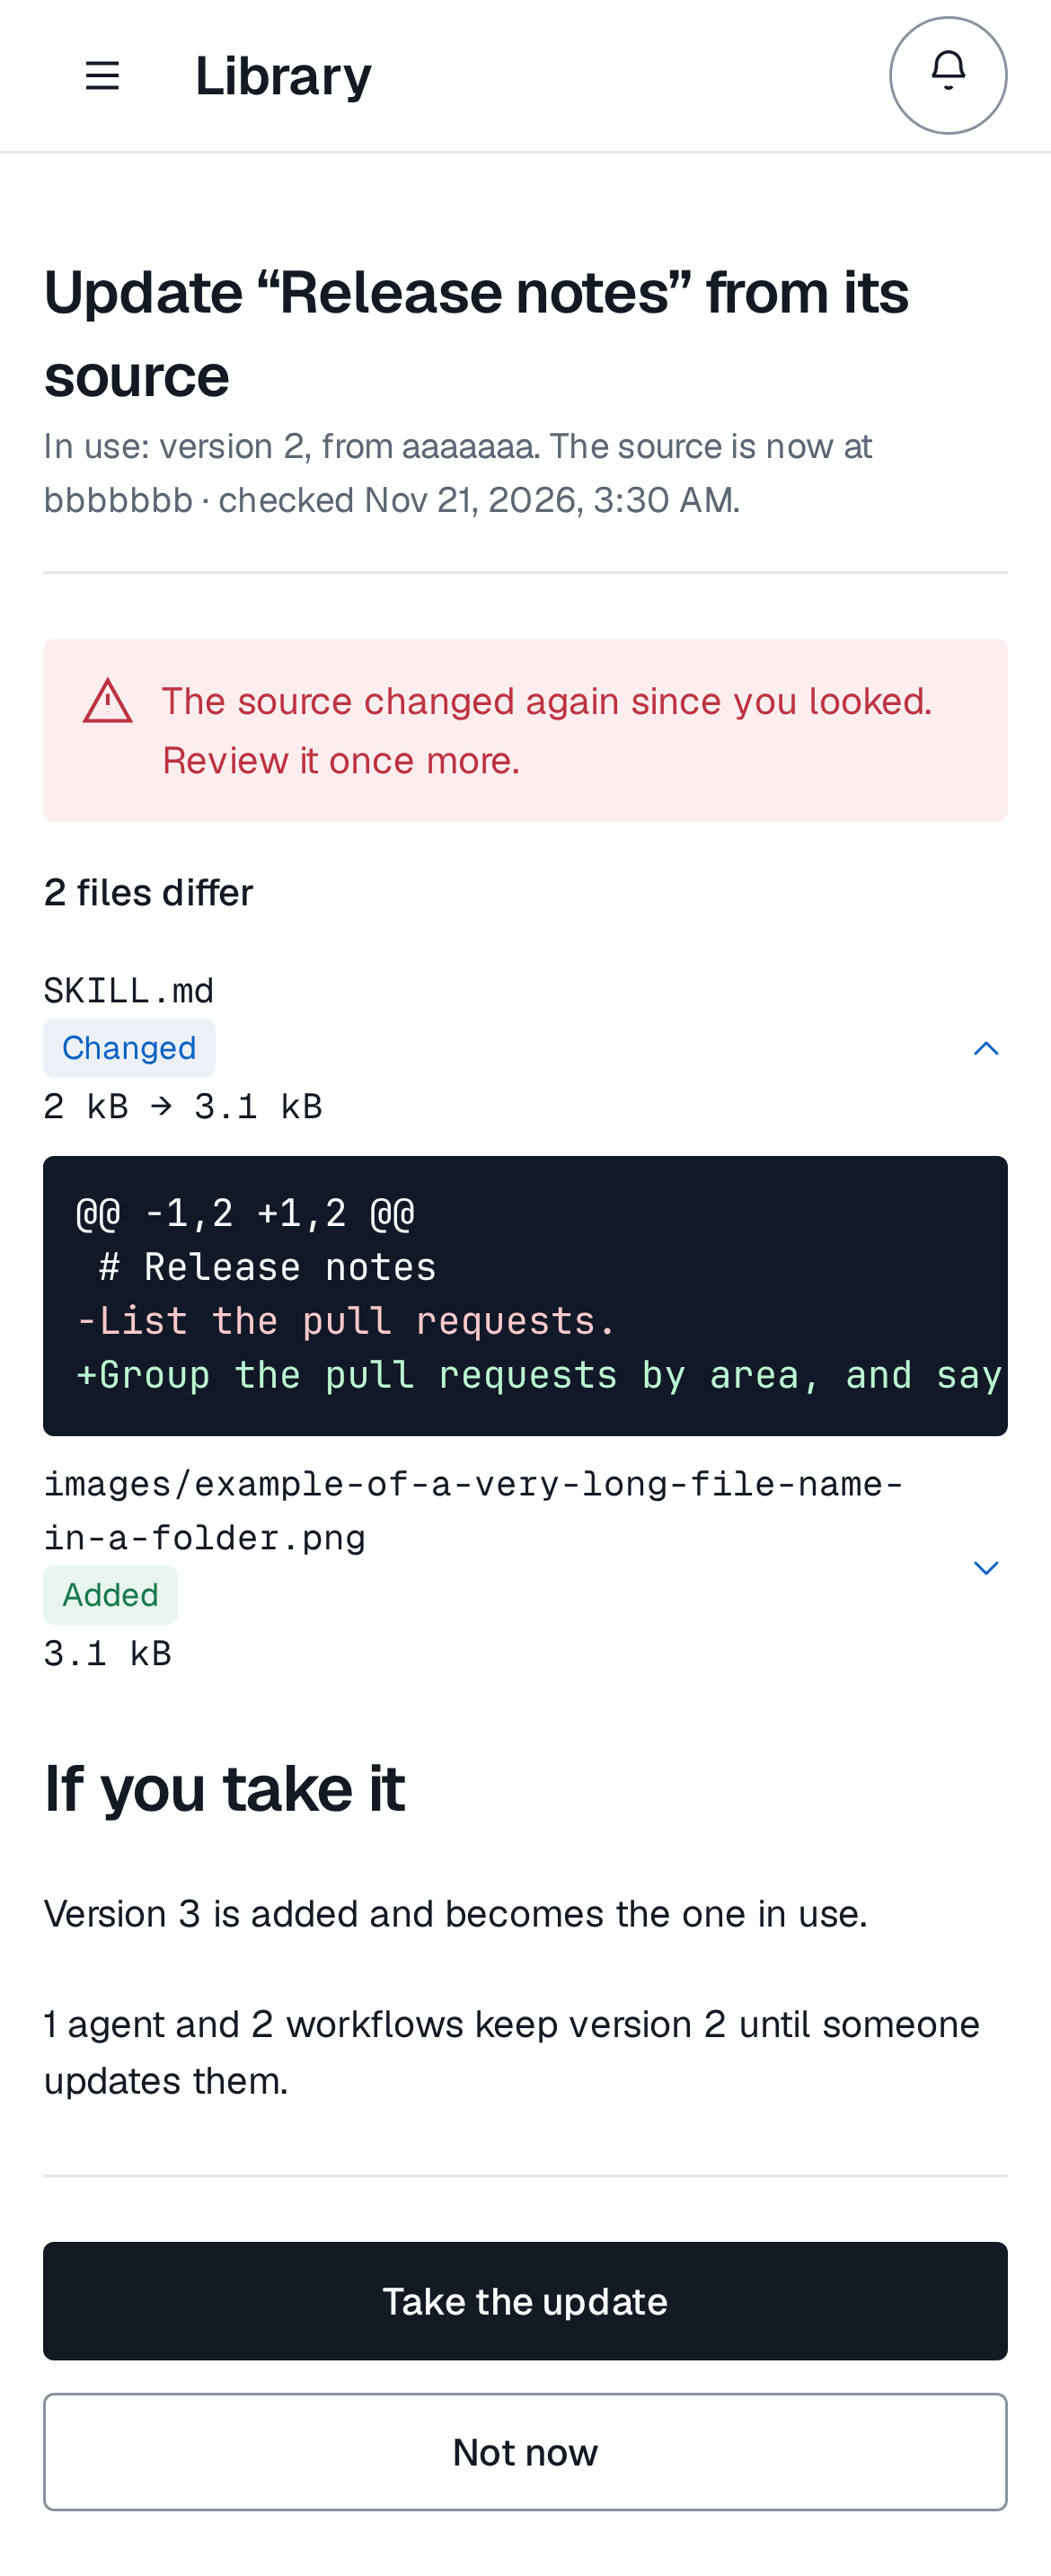 Library
Update “Release notes” from its
source
In use: version 2, from aaaaaaa. The source is now at
bbbbbbb · checked Nov 21, 2026, 3:30 AM.
The source changed again since you looked.
Review it once more.
2 files differ
SKILL.md
Changed
2 kB → 3.1 kB
@@ -1,2 +1,2 @@
 # Release notes
-List the pull requests.
+Group the pull requests by area, and say
images/example-of-a-very-long-file-name-
in-a-folder.png
Added
3.1 kB
If you take it
Version 3 is added and becomes the one in use.
1 agent and 2 workflows keep version 2 until someone
updates them.
Take the update
Not now